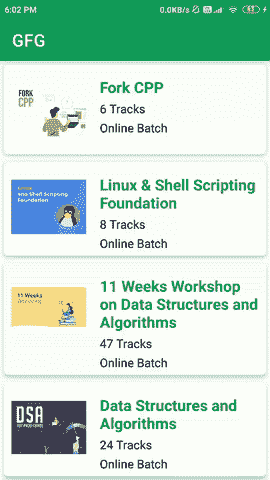 6:02 PM
0.0KB/s
GFG
FORK
CPP
Fork CPP
6 Tracks
Online Batch
Linux & Shell Scripting
Foundation
Linux & Shell Scripting
Foundation
8 Tracks
Online Batch
11 Weeks
11 Weeks Workshop
on Data Structures and
Algorithms
47 Tracks
Online Batch
DSA
Data Structures and
Algorithms
24 Tracks
Online Batch